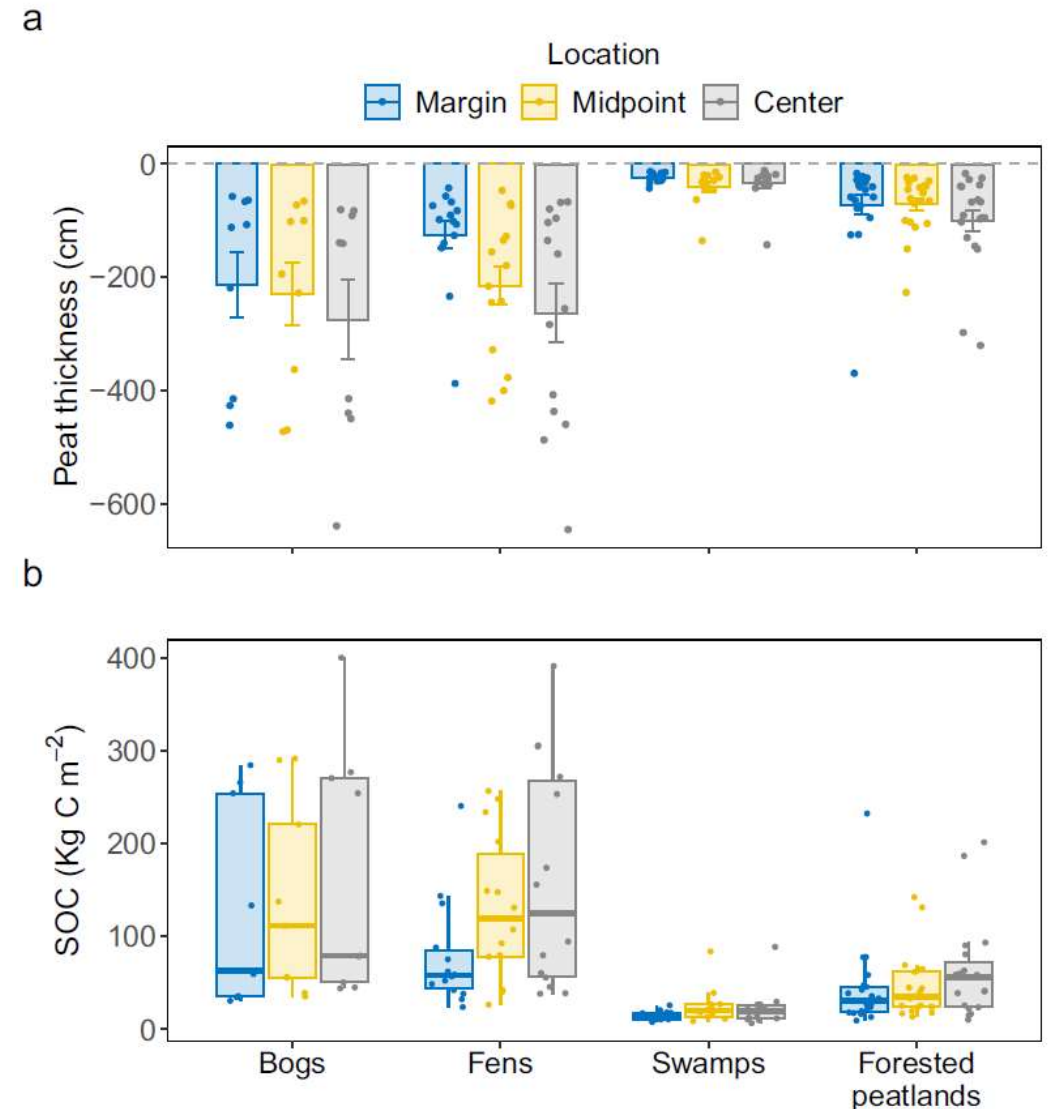 a
Location
Margin Midpoint Center
0
−200
−400
−600
Peat thickness (cm)
b
400
300
200
100
0
SOC (Kg C m⁻²)
Bogs Fens Swamps Forested
peatlands